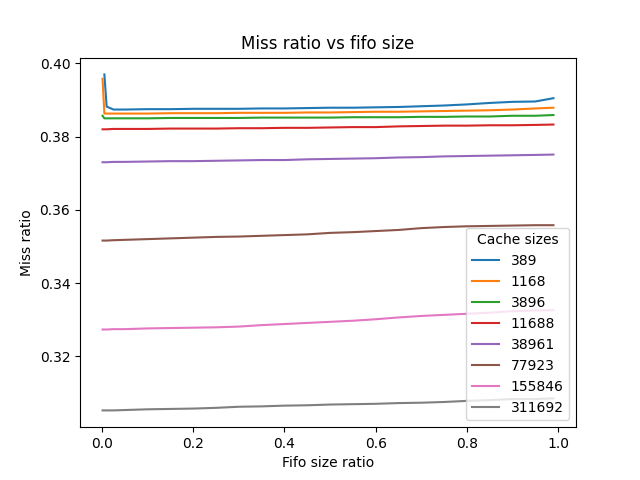 Miss ratio vs fifo size
Miss ratio
0.40
0.38
0.36
0.34
0.32
Cache sizes
389
1168
3896
11688
38961
77923
155846
311692
0.0 0.2 0.4 0.6 0.8 1.0
Fifo size ratio